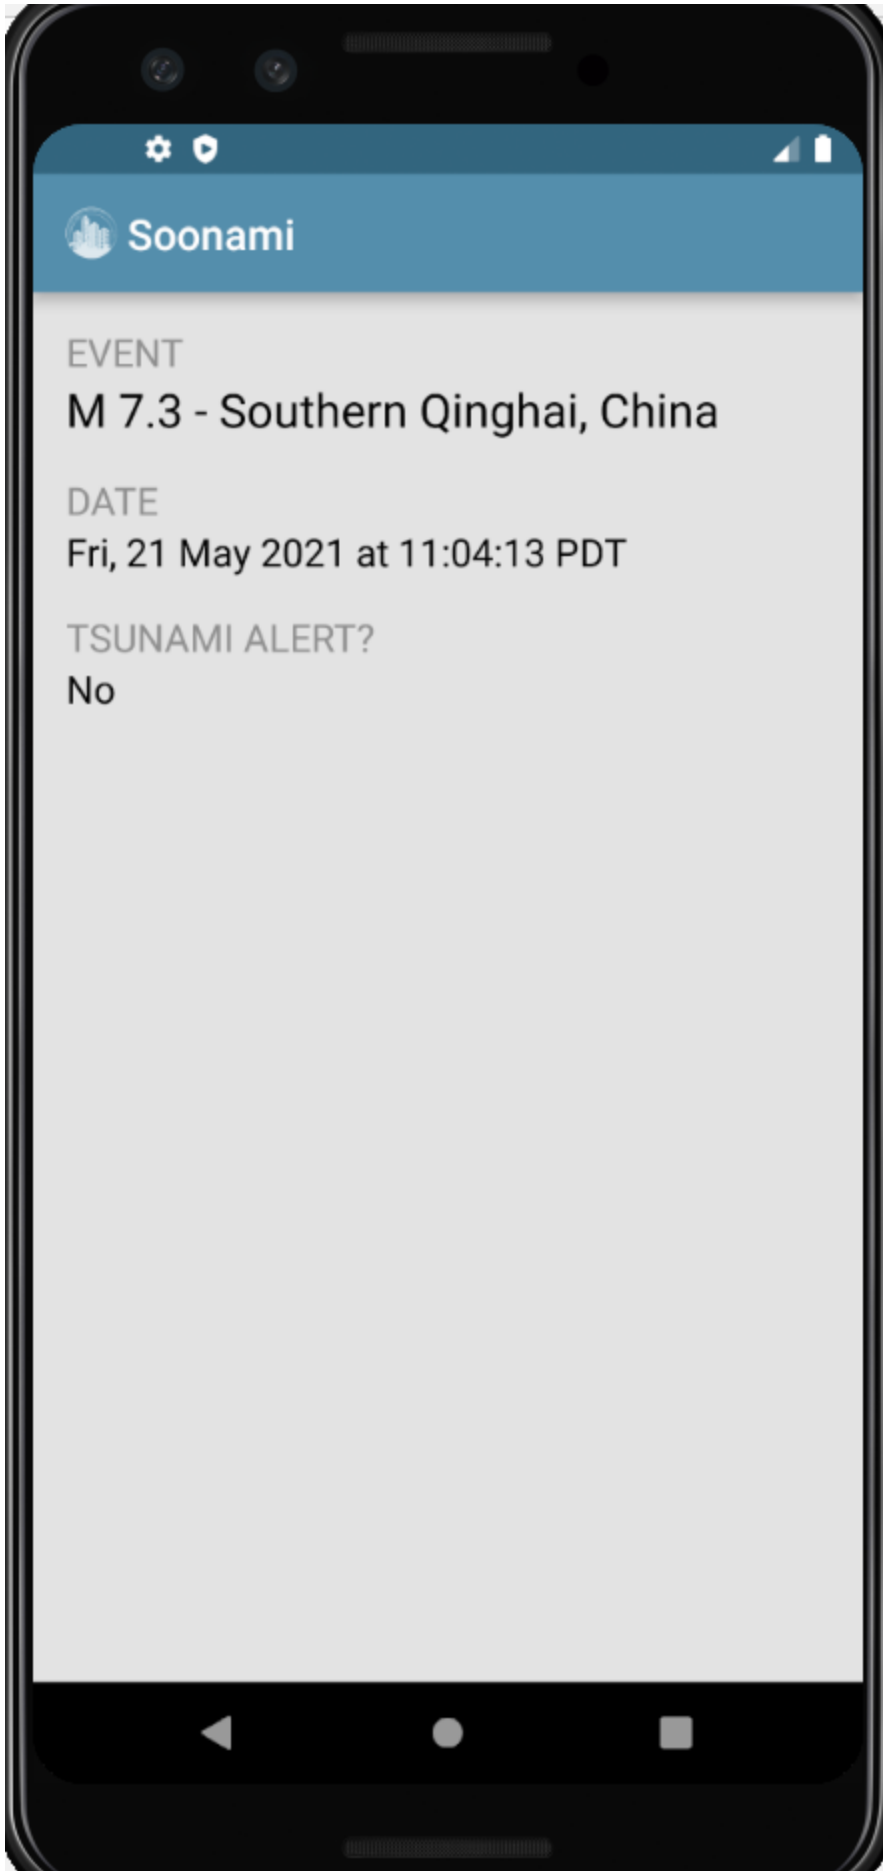 Soonami
EVENT
M 7.3 - Southern Qinghai, China
DATE
Fri, 21 May 2021 at 11:04:13 PDT
TSUNAMI ALERT?
No